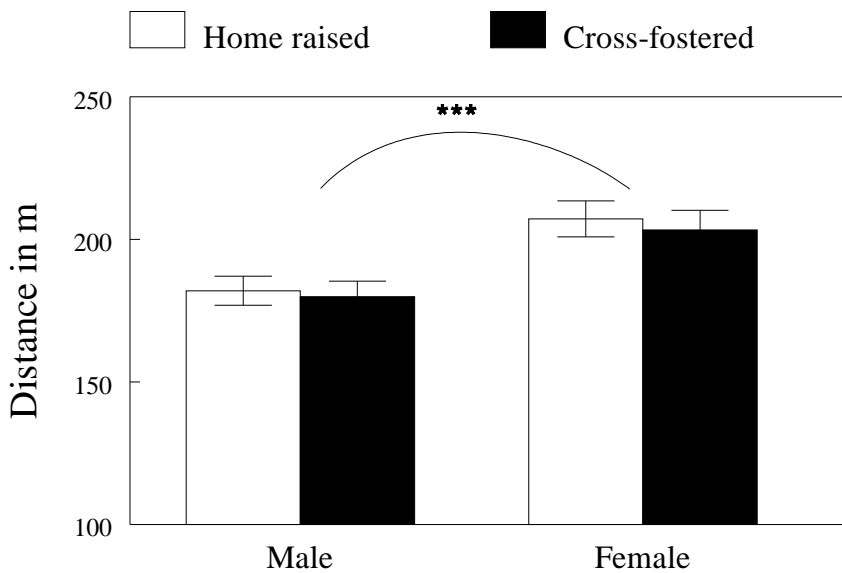 Home raised
Cross-fostered
250
***
200
150
100
Distance in m
Male
Female